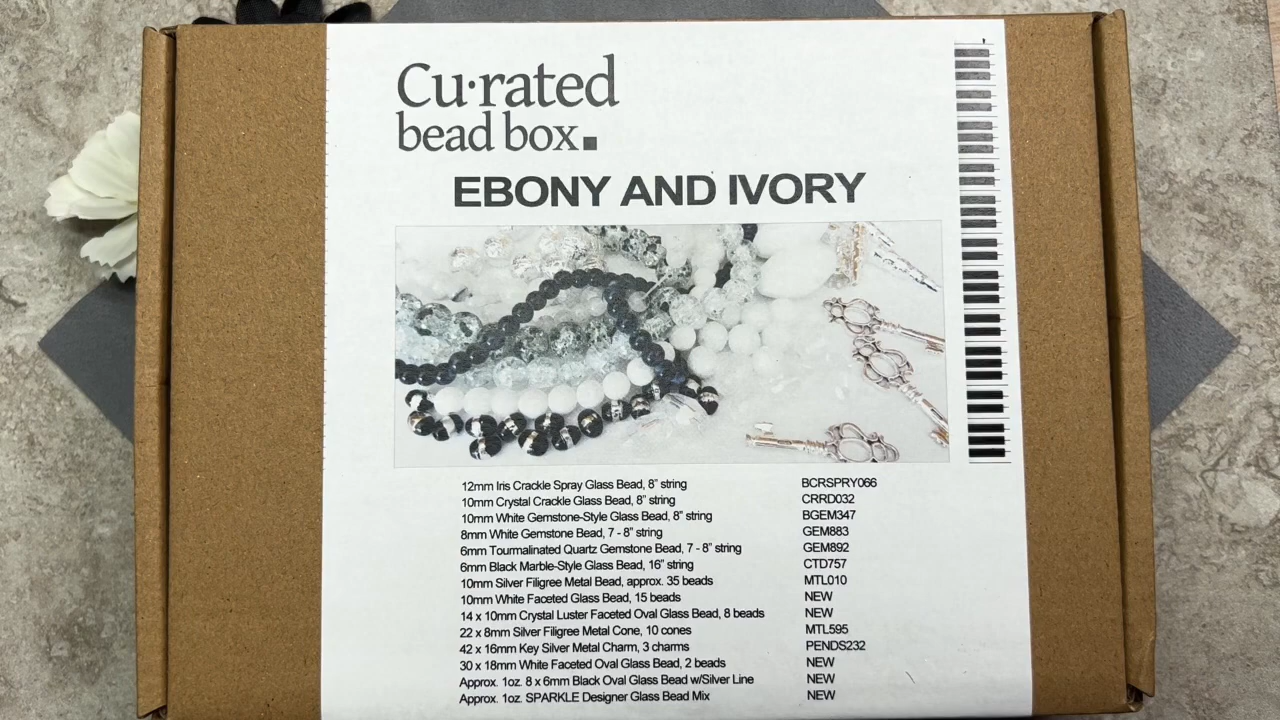 Cu·rated
bead box.
EBONY AND IVORY
12mm Iris Crackle Spray Glass Bead, 8” string BCRSPRY066
10mm Crystal Crackle Glass Bead, 8” string CRRD032
10mm White Gemstone-Style Glass Bead, 8” string BGEM347
8mm White Gemstone Bead, 7 - 8” string GEM883
6mm Tourmalinated Quartz Gemstone Bead, 7 - 8” string GEM892
6mm Black Marble-Style Glass Bead, 16” string CTD757
10mm Silver Filigree Metal Bead, approx. 35 beads MTL010
10mm White Faceted Glass Bead, 15 beads NEW
14 x 10mm Crystal Luster Faceted Oval Glass Bead, 8 beads NEW
22 x 8mm Silver Filigree Metal Cone, 10 cones MTL595
42 x 16mm Key Silver Metal Charm, 3 charms PENDS232
30 x 18mm White Faceted Oval Glass Bead, 2 beads NEW
Approx. 1oz. 8 x 6mm Black Oval Glass Bead w/Silver Line NEW
Approx. 1oz. SPARKLE Designer Glass Bead Mix NEW